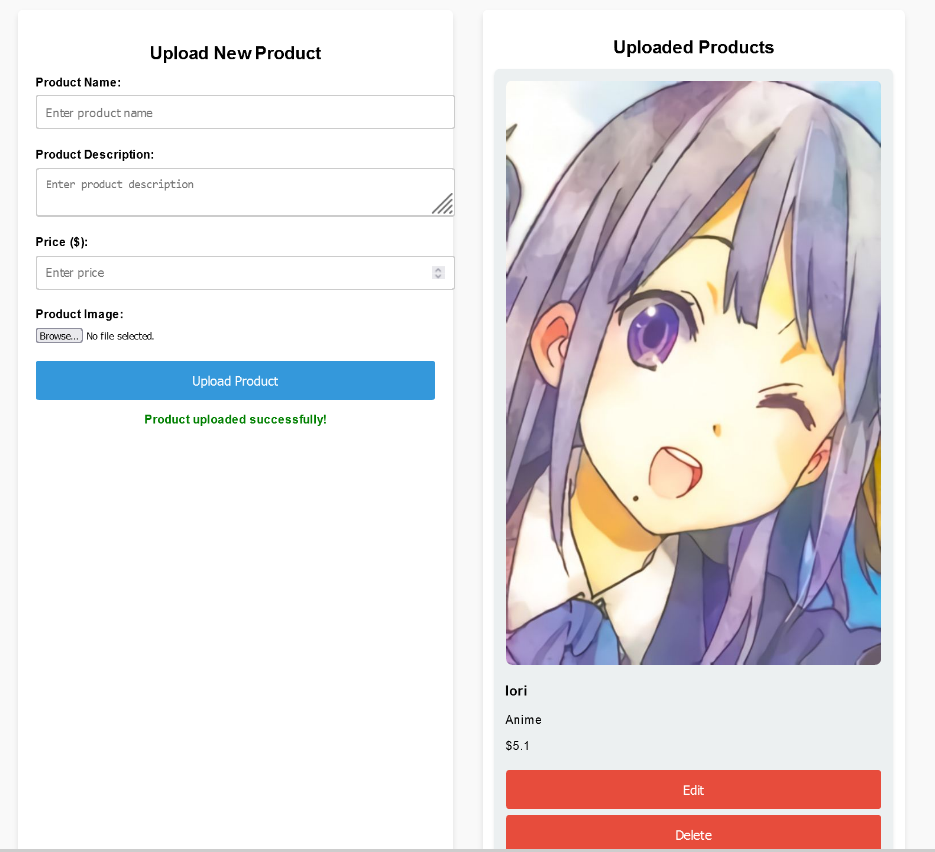 Upload New Product
Product Name:
Enter product name
Product Description:
Enter product description
Price ($):
Enter price
Product Image:
Browse... No file selected.
Upload Product
Product uploaded successfully!
Uploaded Products
Iori
Anime
$5.1
Edit
Delete